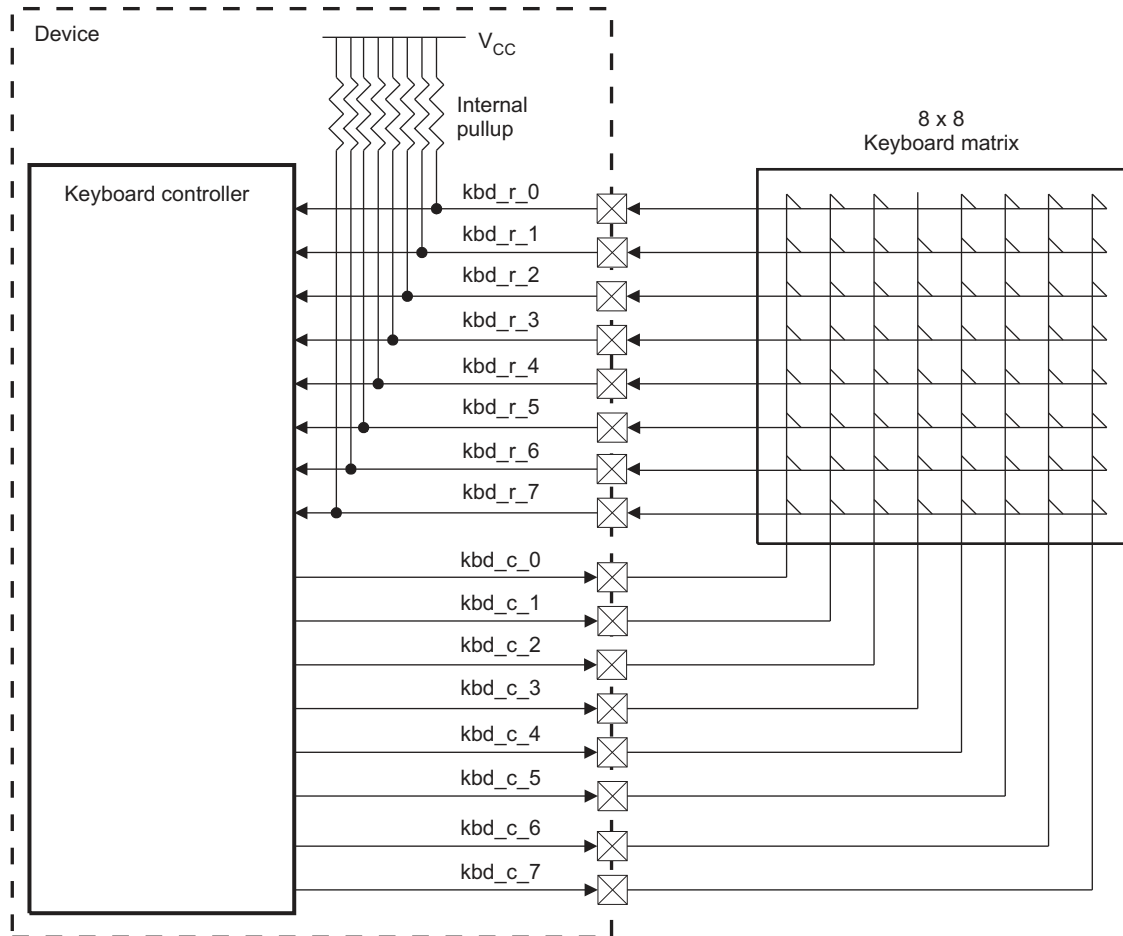 Device
V_CC
Internal
pullup
8 x 8
Keyboard matrix
Keyboard controller
kbd_r_0
kbd_r_1
kbd_r_2
kbd_r_3
kbd_r_4
kbd_r_5
kbd_r_6
kbd_r_7
kbd_c_0
kbd_c_1
kbd_c_2
kbd_c_3
kbd_c_4
kbd_c_5
kbd_c_6
kbd_c_7